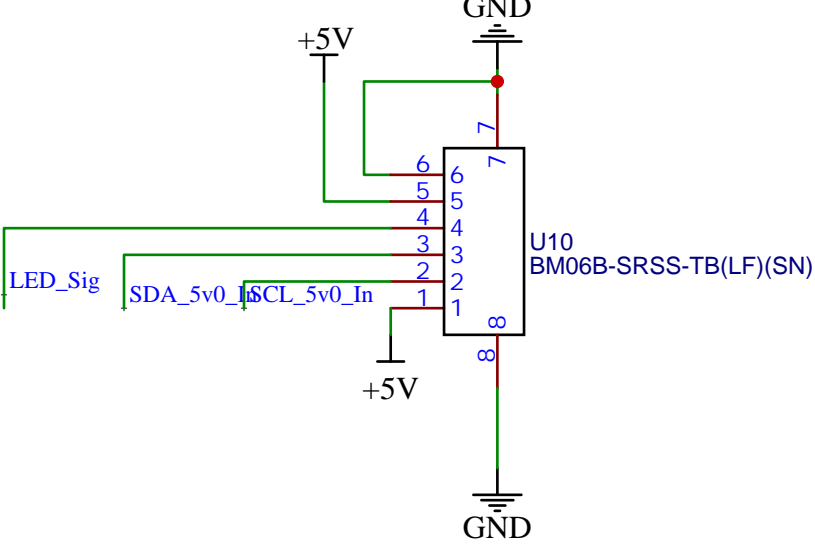 GND
+5V
7
7
6
6
5
5
4
4
3
3
2
2
1
1
U10
BM06B-SRSS-TB(LF)(SN)
LED_Sig
SDA_5v0_In
SCL_5v0_In
8
8
+5V
GND